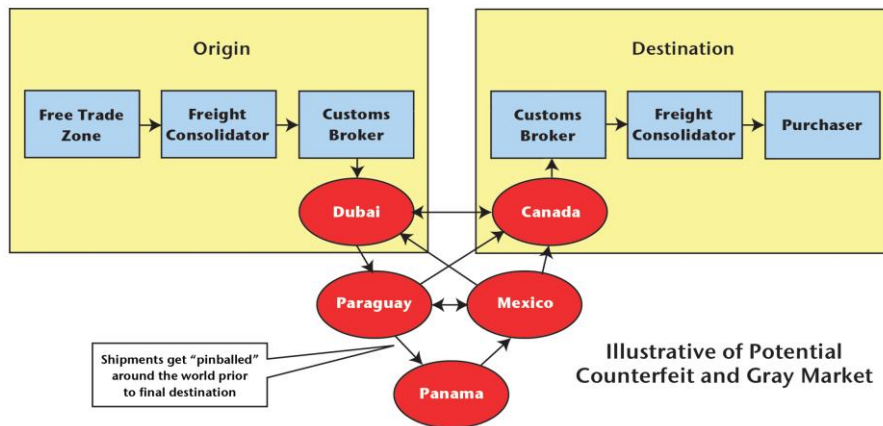 Origin
Free Trade
Zone
Freight
Consolidator
Customs
Broker
Dubai
Destination
Customs
Broker
Freight
Consolidator
Purchaser
Canada
Paraguay
Mexico
Panama
Shipments get “pinballed”
around the world prior
to final destination
Illustrative of Potential
Counterfeit and Gray Market